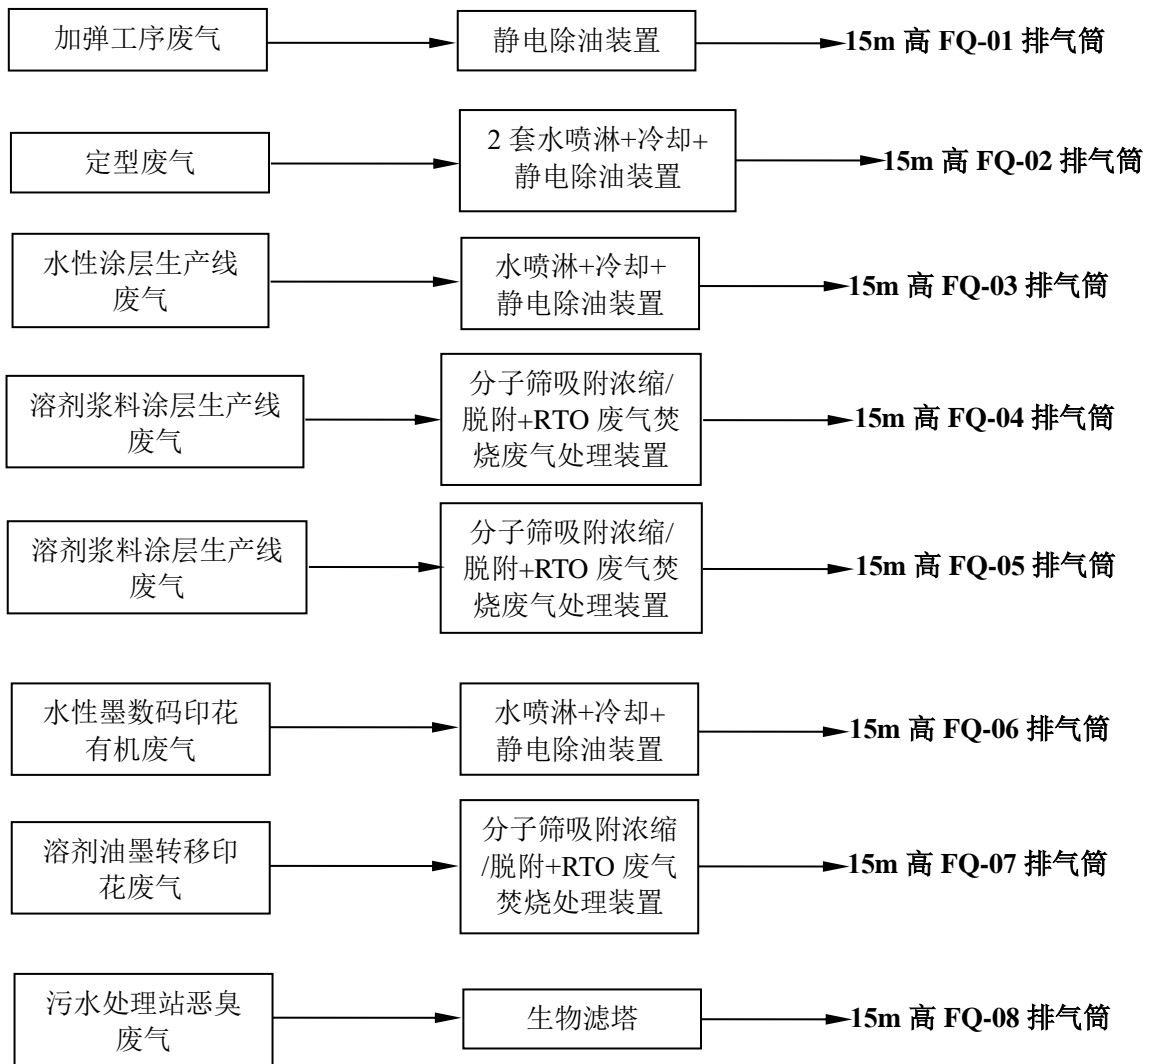 加弹工序废气
静电除油装置
15m 高 FQ-01 排气筒
定型废气
2 套水喷淋+冷却+
静电除油装置
15m 高 FQ-02 排气筒
水性涂层生产线
废气
水喷淋+冷却+
静电除油装置
15m 高 FQ-03 排气筒
溶剂浆料涂层生产线
废气
分子筛吸附浓缩/
脱附+RTO 废气焚
烧废气处理装置
15m 高 FQ-04 排气筒
溶剂浆料涂层生产线
废气
分子筛吸附浓缩/
脱附+RTO 废气焚
烧废气处理装置
15m 高 FQ-05 排气筒
水性墨数码印花
有机废气
水喷淋+冷却+
静电除油装置
15m 高 FQ-06 排气筒
溶剂油墨转移印
花废气
分子筛吸附浓缩
/脱附+RTO 废气
焚烧处理装置
15m 高 FQ-07 排气筒
污水处理站恶臭
废气
生物滤塔
15m 高 FQ-08 排气筒